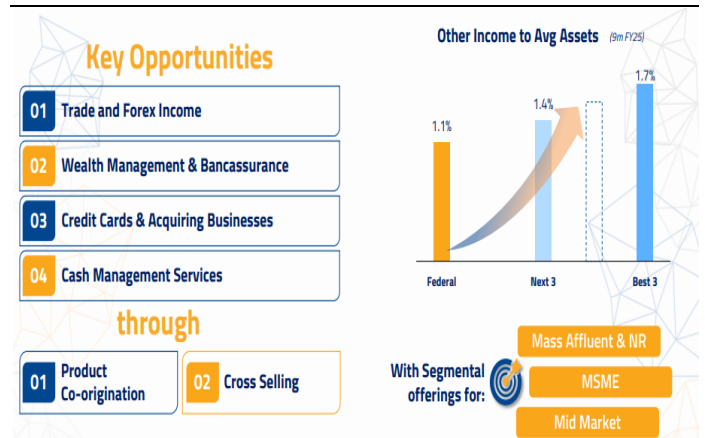 Key Opportunities
01 Trade and Forex Income
02 Wealth Management & Bancassurance
03 Credit Cards & Acquiring Businesses
04 Cash Management Services
through
01 Product
Co-origination
02 Cross Selling
Other Income to Avg Assets (9m FY25)
1.1%
1.4%
1.7%
Federal
Next 3
Best 3
With Segmental
offerings for:
Mass Affluent & NR
MSME
Mid Market